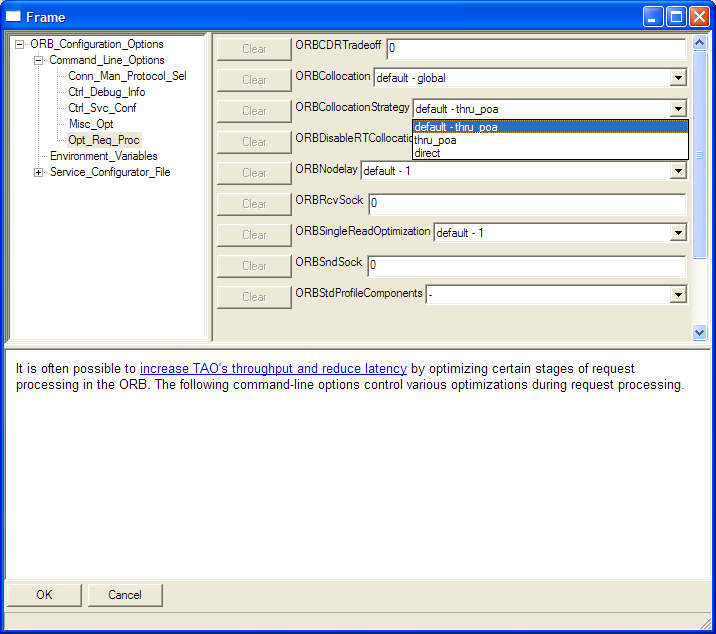 Frame
ORB_Configuration_Options
Command_Line_Options
Conn_Man_Protocol_Sel
Ctrl_Debug_Info
Ctrl_Svc_Conf
Misc_Opt
Opt_Req_Proc
Environment_Variables
Service_Configurator_File
Clear ORBCDRTradeoff 0
Clear ORBCollocation default - global
Clear ORBCollocationStrategy default - thru_poa
default - thru_poa
thru_poa
direct
Clear ORBDisableRTCollocatic
Clear ORBNodelay default - 1
Clear ORBRcvSock 0
Clear ORBSingleReadOptimization default - 1
Clear ORBSndSock 0
Clear ORBStdProfileComponents -
It is often possible to increase TAO's throughput and reduce latency by optimizing certain stages of request
processing in the ORB. The following command-line options control various optimizations during request processing.
OK Cancel